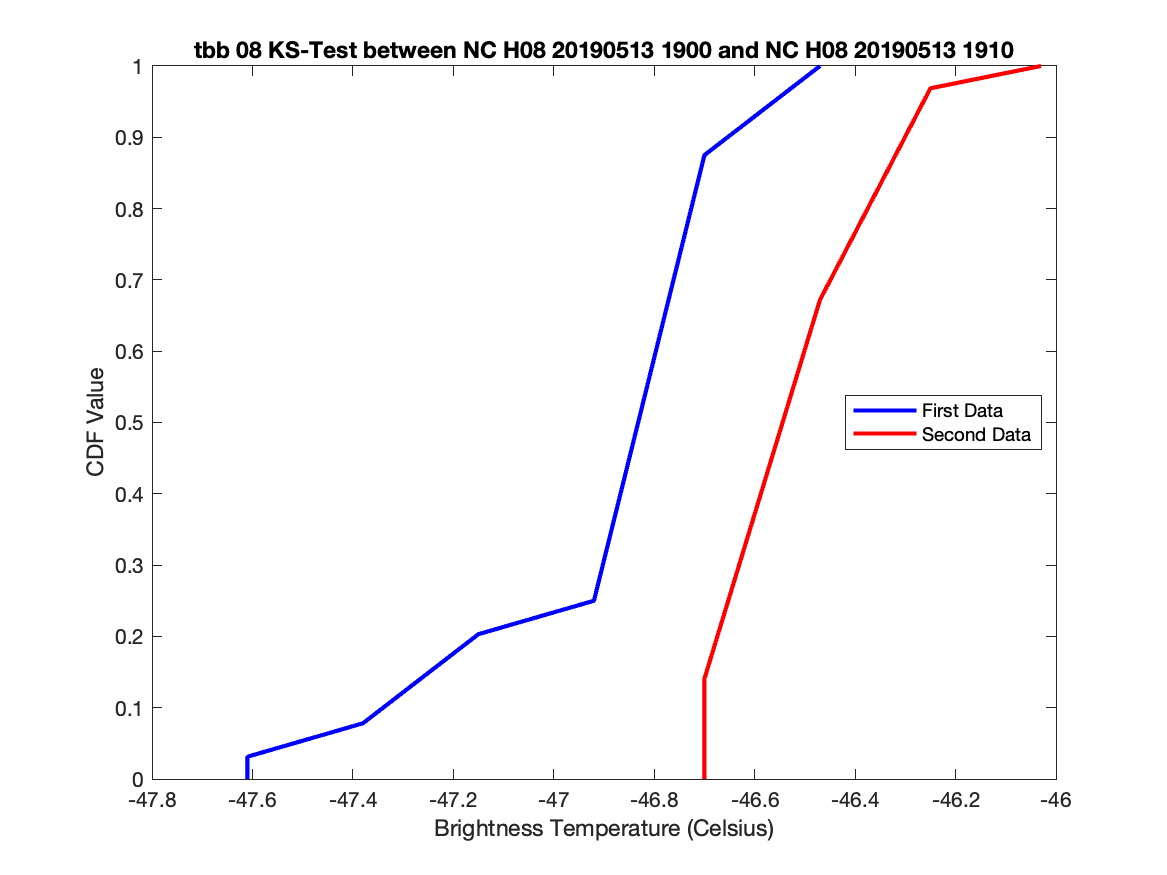 tbb 08 KS-Test between NC H08 20190513 1900 and NC H08 20190513 1910
1
0.9
0.8
0.7
0.6
0.5
0.4
0.3
0.2
0.1
0
CDF Value
First Data
Second Data
-47.8 -47.6 -47.4 -47.2 -47 -46.8 -46.6 -46.4 -46.2 -46
Brightness Temperature (Celsius)